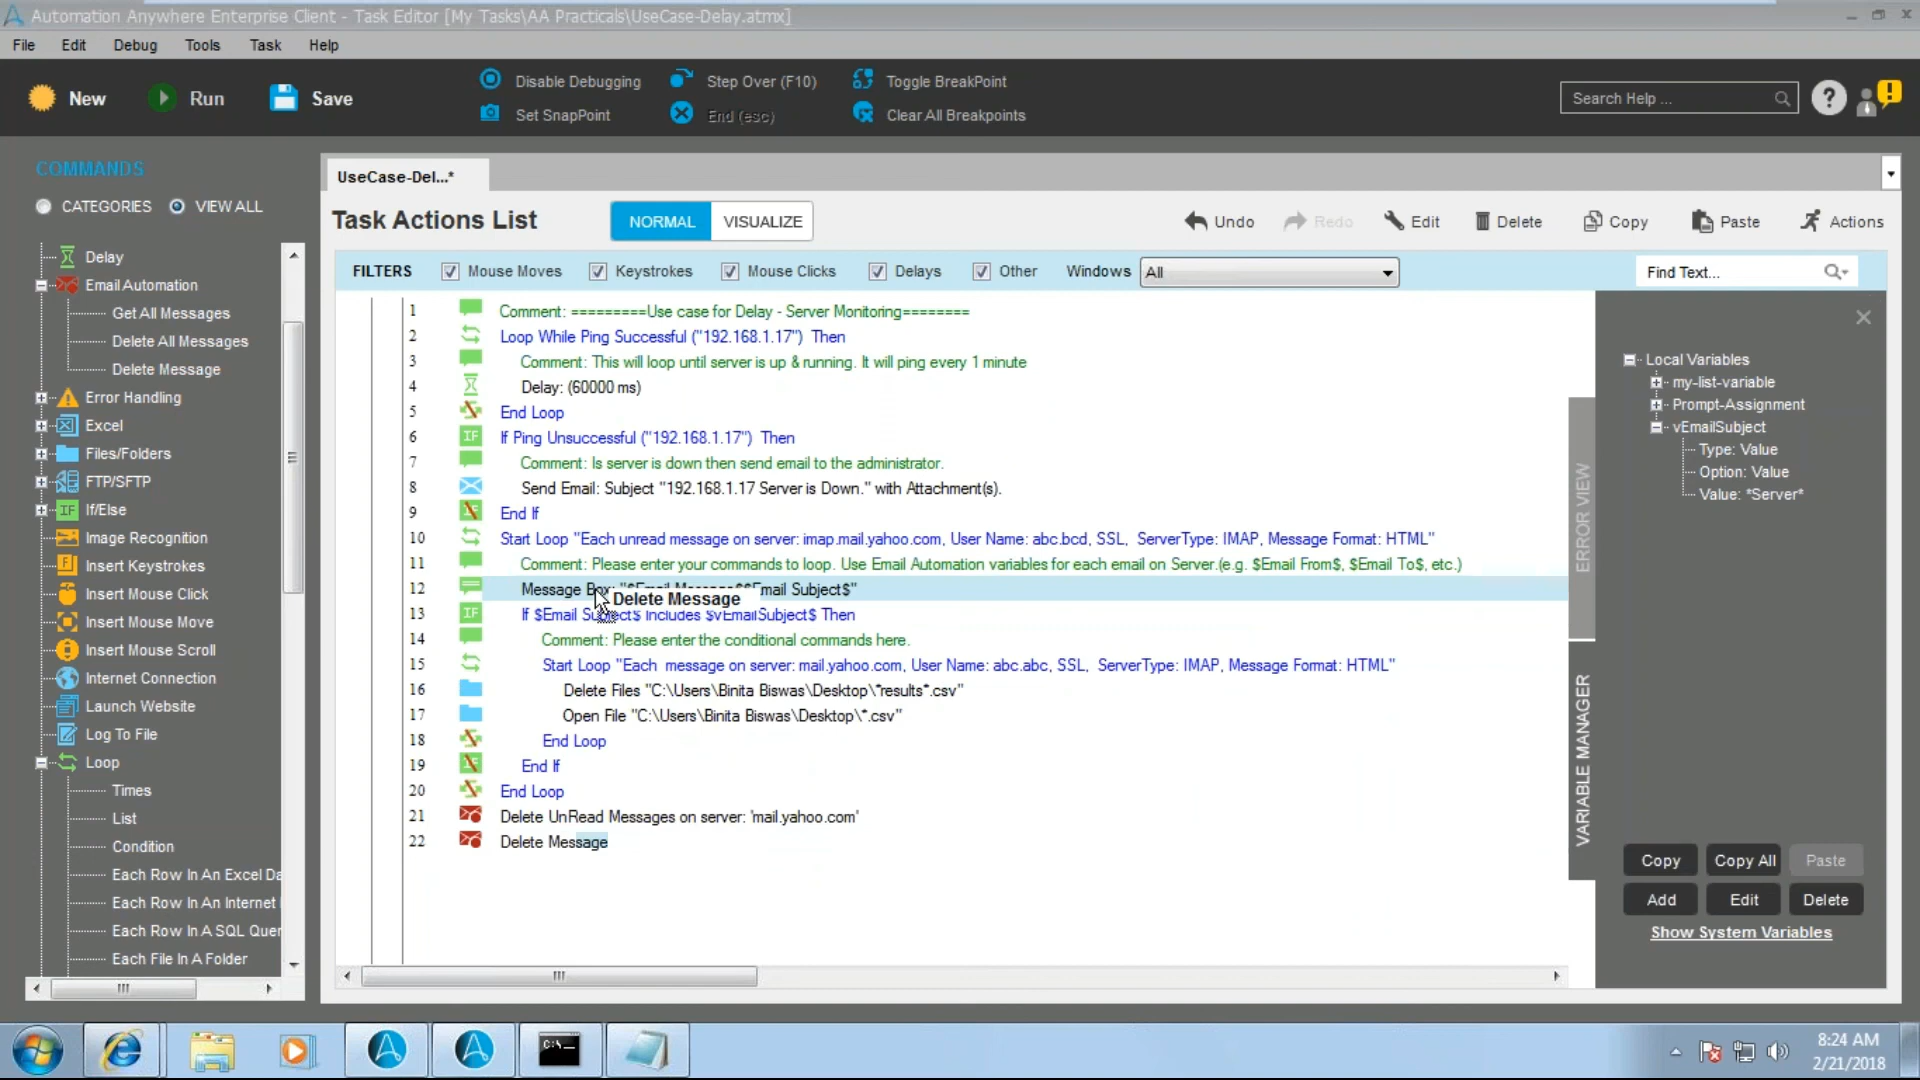 Automation Anywhere Enterprise Client - Task Editor [My Tasks\AA Practicals\UseCase-Delay.atmx]
File Edit Debug Tools Task Help
New Run Save
Disable Debugging Step Over (F10) Toggle BreakPoint
Set SnapPoint End (esc) Clear All Breakpoints
Search Help ...
COMMANDS
CATEGORIES VIEW ALL
Delay
Email Automation
Get All Messages
Delete All Messages
Delete Message
Error Handling
Excel
Files/Folders
FTP/SFTP
If/Else
Image Recognition
Insert Keystrokes
Insert Mouse Click
Insert Mouse Move
Insert Mouse Scroll
Internet Connection
Launch Website
Log To File
Loop
Times
List
Condition
Each Row In An Excel Da
Each Row In An Internet
Each Row In A SQL Quer
Each File In A Folder
UseCase-Del...*
Task Actions List NORMAL VISUALIZE
Undo Redo Edit Delete Copy Paste Actions
FILTERS Mouse Moves Keystrokes Mouse Clicks Delays Other Windows All
Find Text...
1 Comment: =========Use case for Delay - Server Monitoring========
2 Loop While Ping Successful ("192.168.1.17") Then
3 Comment: This will loop until server is up & running. It will ping every 1 minute
4 Delay: (60000 ms)
5 End Loop
6 If Ping Unsuccessful ("192.168.1.17") Then
7 Comment: Is server is down then send email to the administrator.
8 Send Email: Subject "192.168.1.17 Server is Down." with Attachment(s).
9 End If
10 Start Loop "Each unread message on server: imap.mail.yahoo.com, User Name: abc.bcd, SSL, ServerType: IMAP, Message Format: HTML"
11 Comment: Please enter your commands to loop. Use Email Automation variables for each email on Server.(e.g. $Email From$, $Email To$, etc.)
12 Message Box: "$Email Message$$Email Subject$"
Delete Message
13 If $Email Subject$ Includes $vEmailSubject$ Then
14 Comment: Please enter the conditional commands here.
15 Start Loop "Each message on server: mail.yahoo.com, User Name: abc.abc, SSL, ServerType: IMAP, Message Format: HTML"
16 Delete Files "C:\Users\Binita Biswas\Desktop\*results*.csv"
17 Open File "C:\Users\Binita Biswas\Desktop\*.csv"
18 End Loop
19 End If
20 End Loop
21 Delete UnRead Messages on server: 'mail.yahoo.com'
22 Delete Message
ERROR VIEW
VARIABLE MANAGER
Local Variables
my-list-variable
Prompt-Assignment
vEmailSubject
Type: Value
Option: Value
Value: *Server*
Copy Copy All Paste
Add Edit Delete
Show System Variables
8:24 AM
2/21/2018